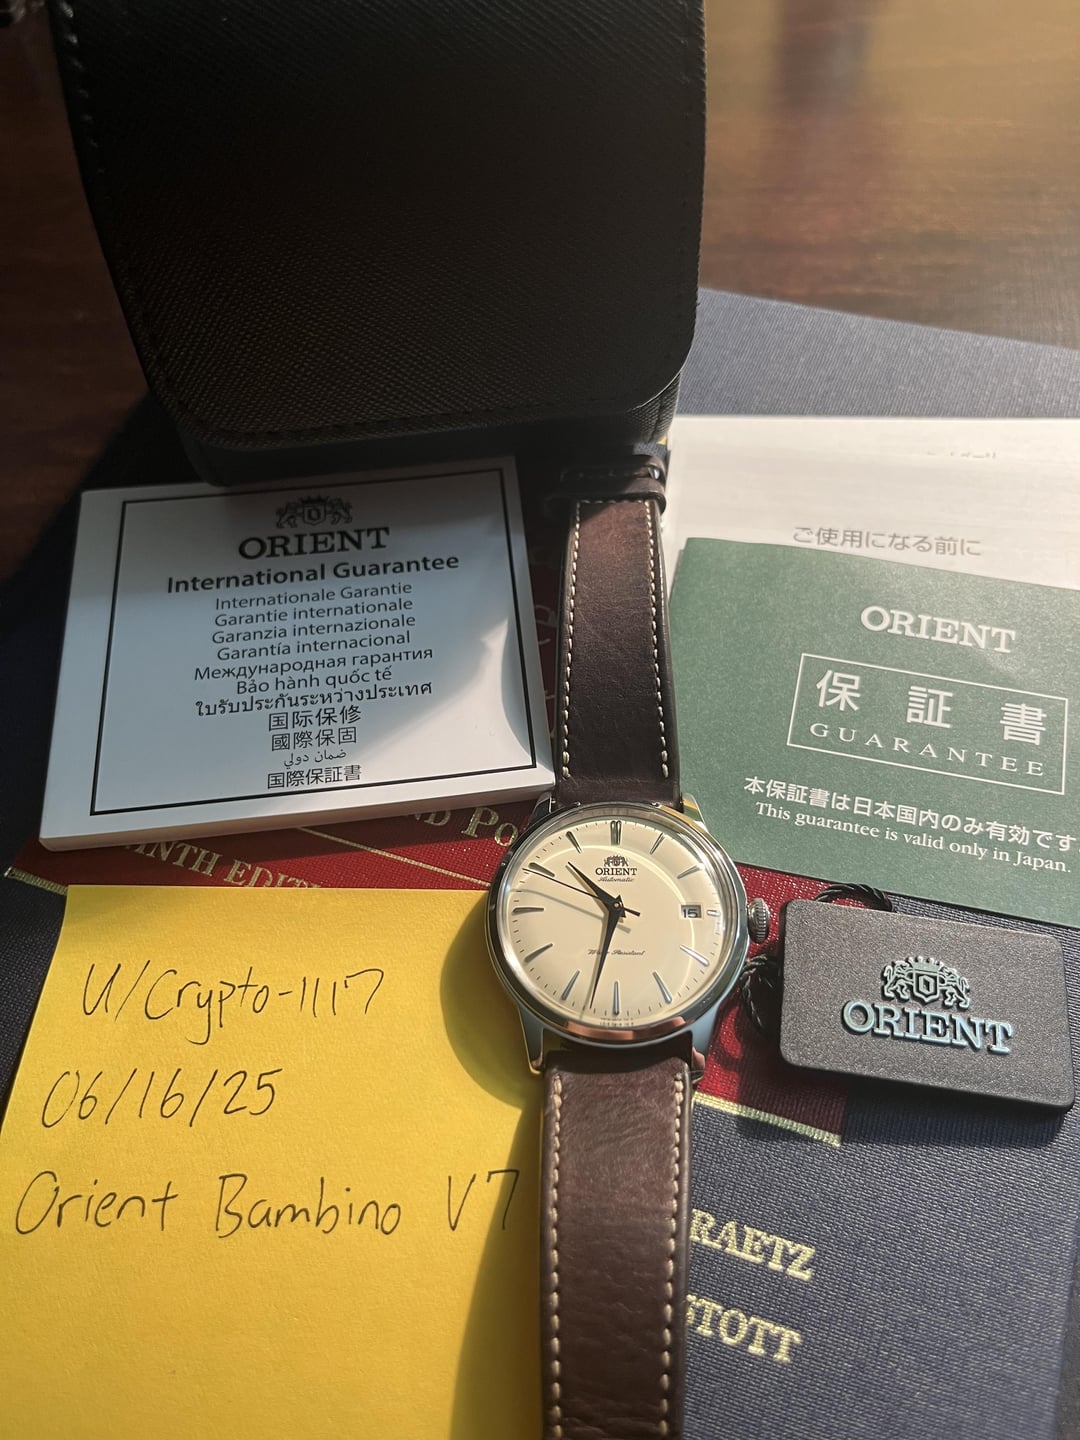 ORIENT
International Guarantee
Internationale Garantie
Garantie internationale
Garanzia internazionale
Garantía internacional
Международная гарантия
Bảo hành quốc tế
ใบรับประกันระหว่างประเทศ
国际保修
國際保固
ضمان دولي
国際保証書
ご使用になる前に
ORIENT
保証書
GUARANTEE
本保証書は日本国内のみ有効です
This guarantee is valid only in Japan.
ORIENT
Automatic
15
Water Resistant
ORIENT
U/Crypto-1117
06/16/25
Orient Bambino V7
RAETZ
STOTT